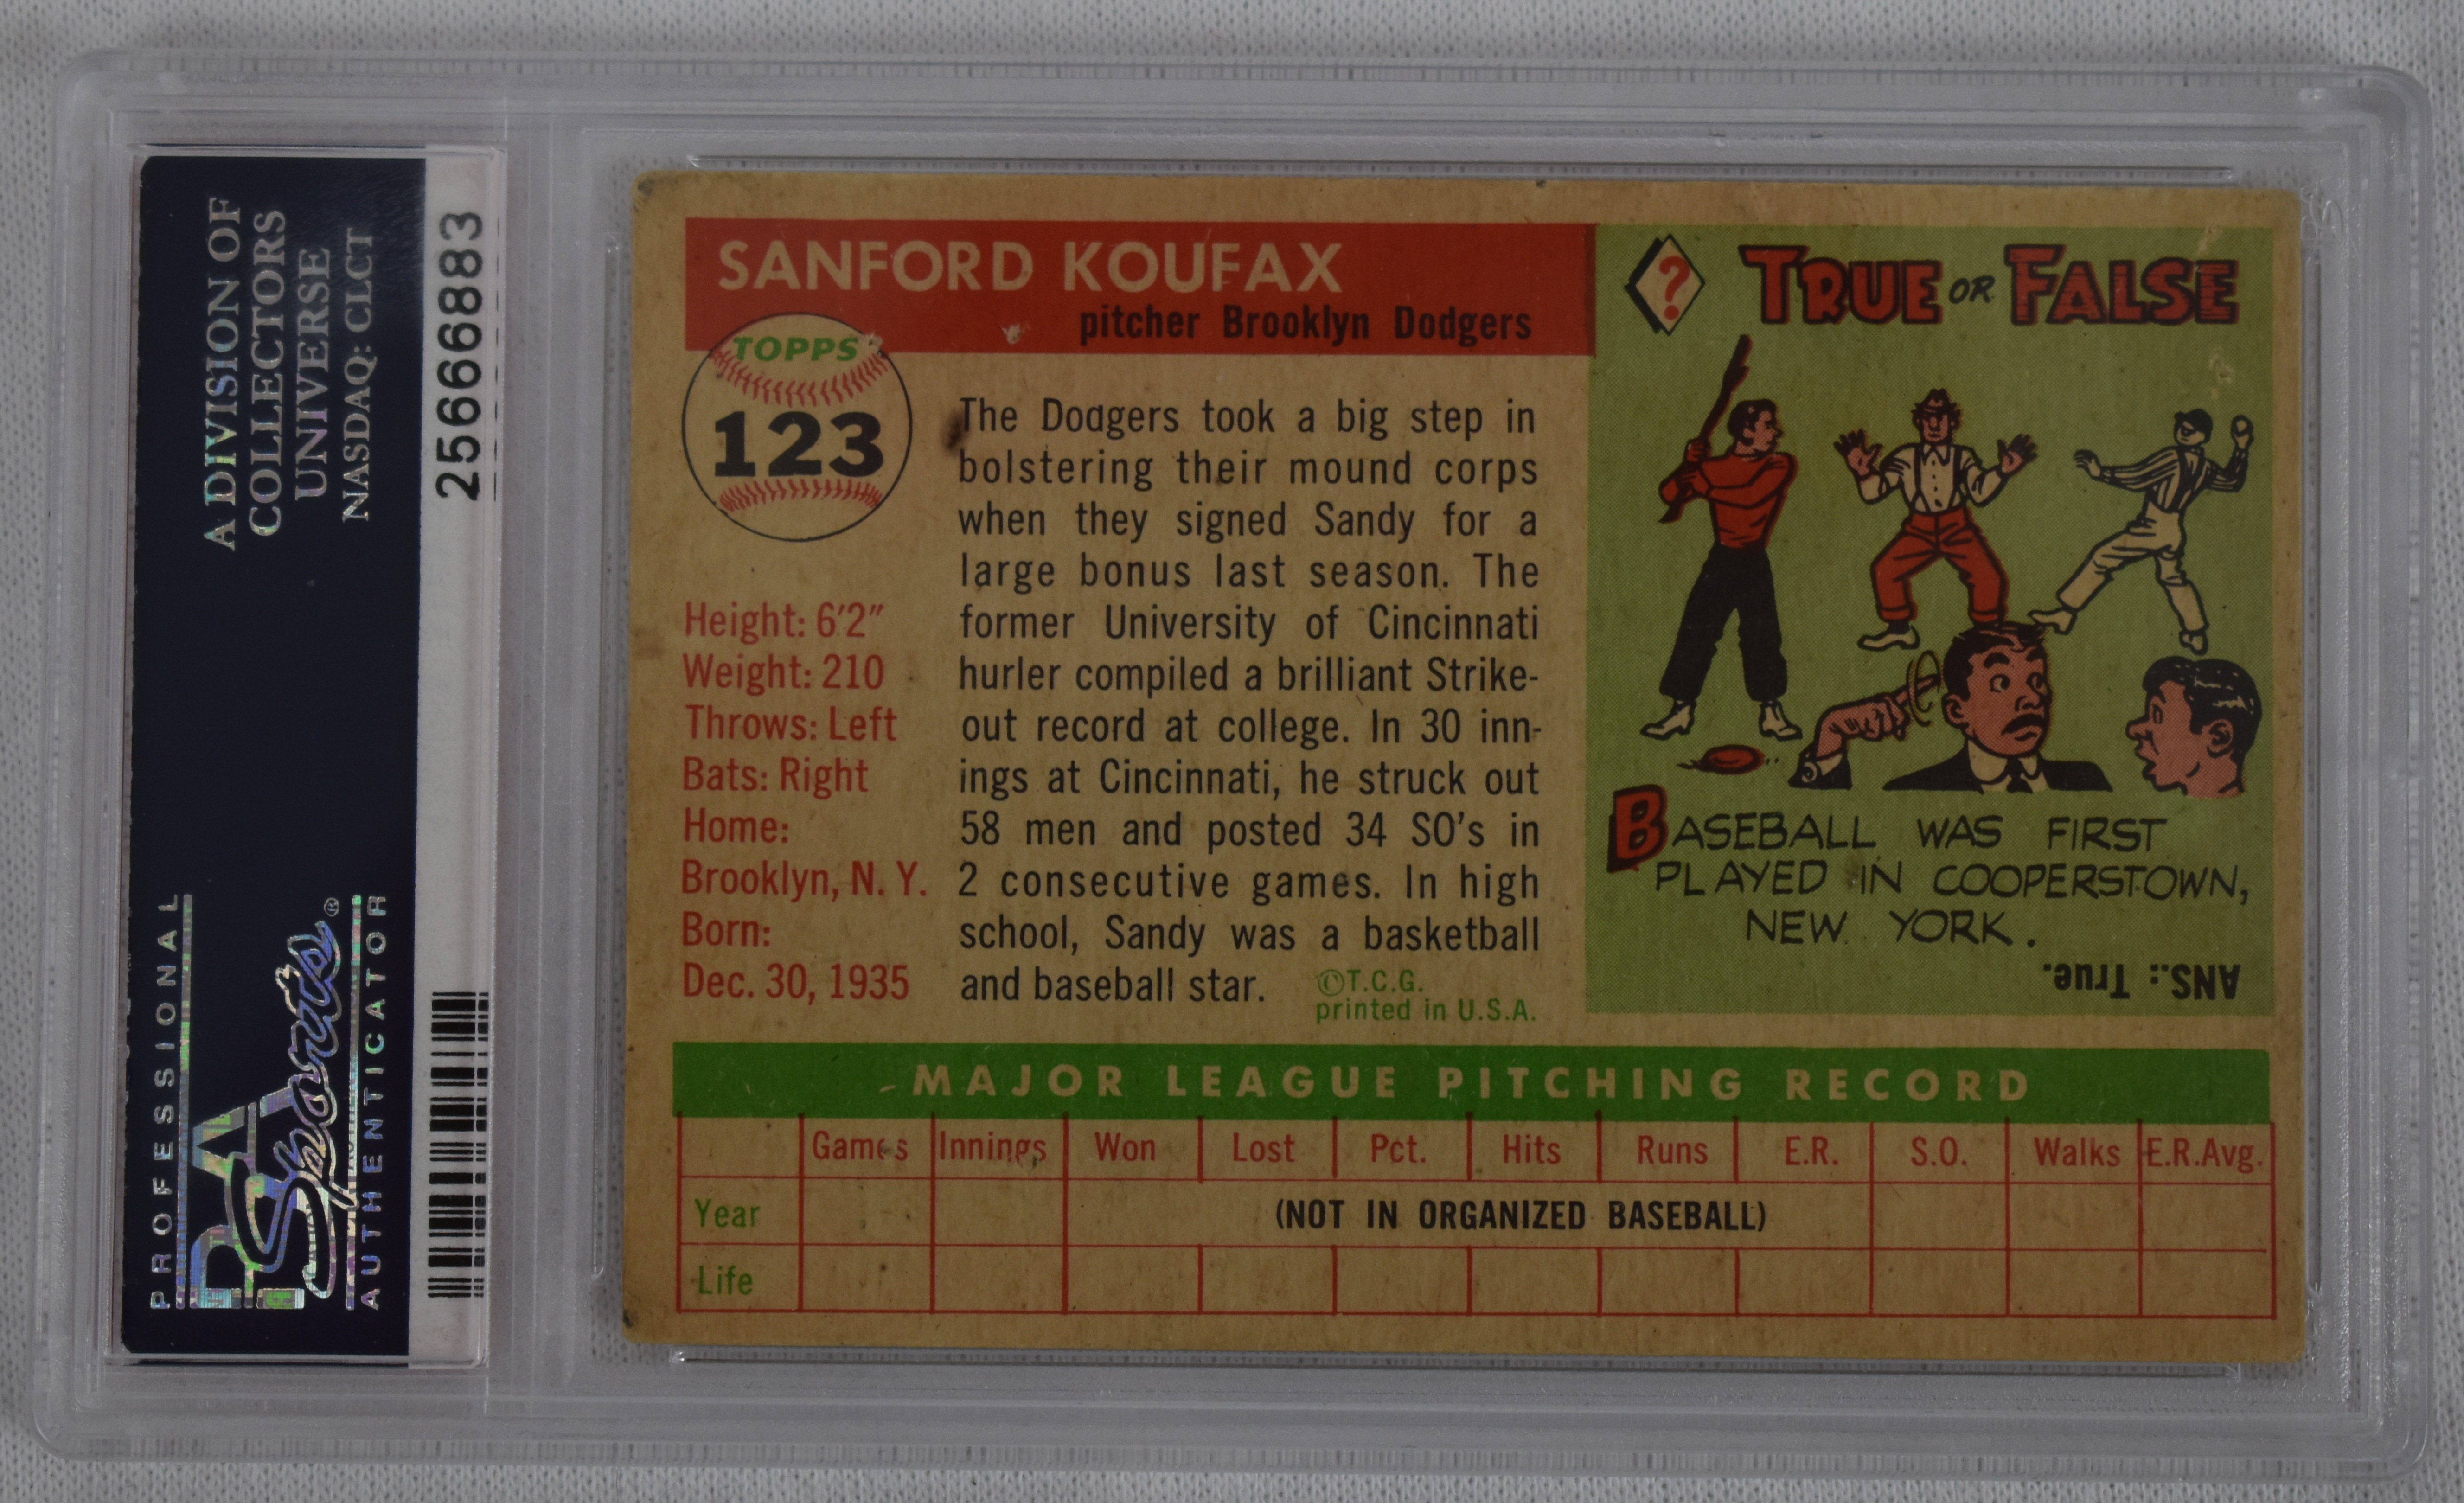 A DIVISION OF
COLLECTORS
UNIVERSE
NASDAQ: CLCT
25666883
PROFESSIONAL
PSA
Sports®
AUTHENTICATOR
SANFORD KOUFAX
pitcher Brooklyn Dodgers
TOPPS
123
Height: 6'2"
Weight: 210
Throws: Left
Bats: Right
Home:
Brooklyn, N. Y.
Born:
Dec. 30, 1935
The Dodgers took a big step in
bolstering their mound corps
when they signed Sandy for a
large bonus last season. The
former University of Cincinnati
hurler compiled a brilliant Strike-
out record at college. In 30 inn-
ings at Cincinnati, he struck out
58 men and posted 34 SO's in
2 consecutive games. In high
school, Sandy was a basketball
and baseball star.
©T.C.G.
printed in U.S.A.
? TRUE OR FALSE
BASEBALL WAS FIRST
PLAYED IN COOPERSTOWN,
NEW YORK.
ANS.: True.
MAJOR LEAGUE PITCHING RECORD
Games Innings Won Lost Pct. Hits Runs E.R. S.O. Walks E.R.Avg.
Year (NOT IN ORGANIZED BASEBALL)
Life